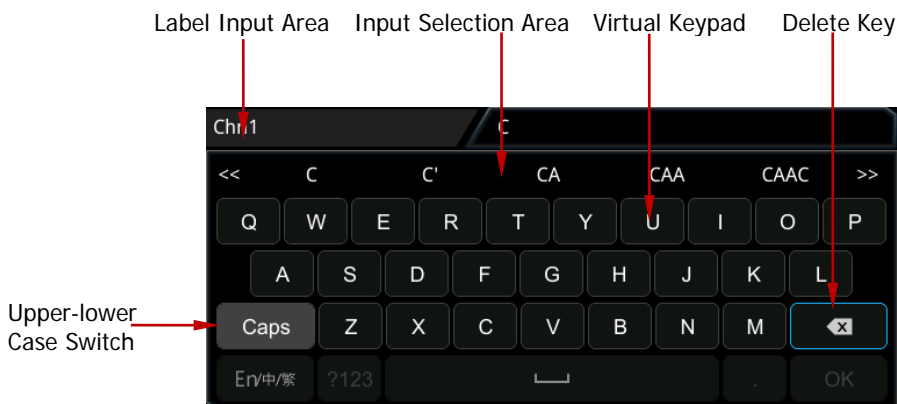 Label Input Area Input Selection Area Virtual Keypad Delete Key
Chn1 C
<< C C' CA CAA CAAC >>
Q W E R T Y U I O P
A S D F G H J K L
Upper-lower
Case Switch
Caps Z X C V B N M
En/中/繁 ?123 . OK